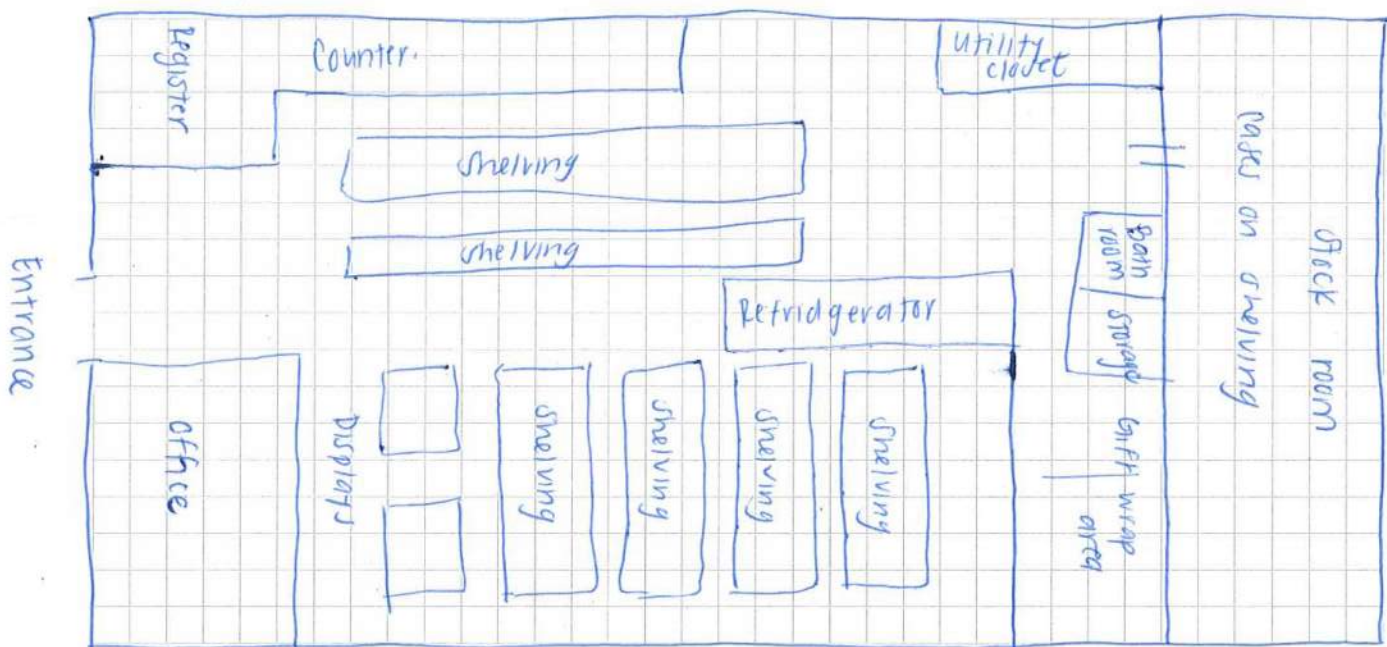 Register
Counter.
Utility
closet
shelving
shelving
Refridgerator
Bath
room
Storage
Gift wrap
area
cases on shelving
Stock room
Entrance
Office
Displays
shelving
shelving
shelving
shelving